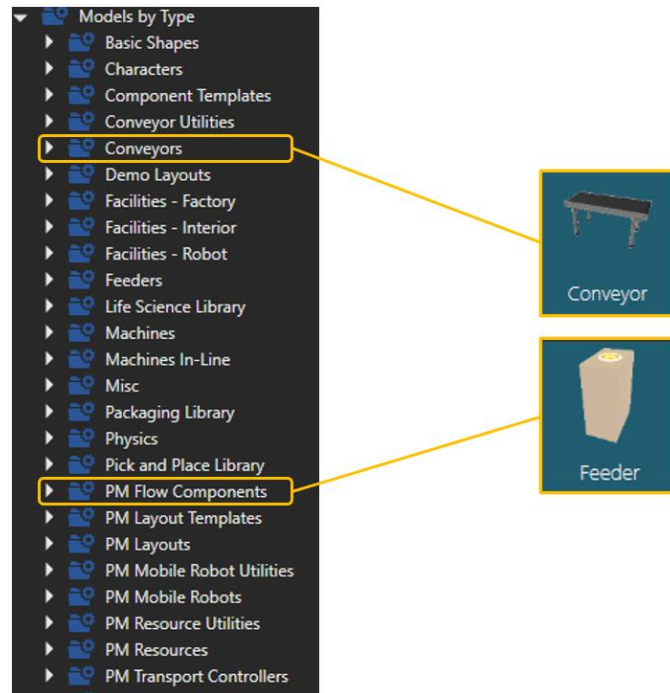 Models by Type
Basic Shapes
Characters
Component Templates
Conveyor Utilities
Conveyors
Demo Layouts
Facilities - Factory
Facilities - Interior
Facilities - Robot
Feeders
Life Science Library
Machines
Machines In-Line
Misc
Packaging Library
Physics
Pick and Place Library
PM Flow Components
PM Layout Templates
PM Layouts
PM Mobile Robot Utilities
PM Mobile Robots
PM Resource Utilities
PM Resources
PM Transport Controllers
Conveyor
Feeder